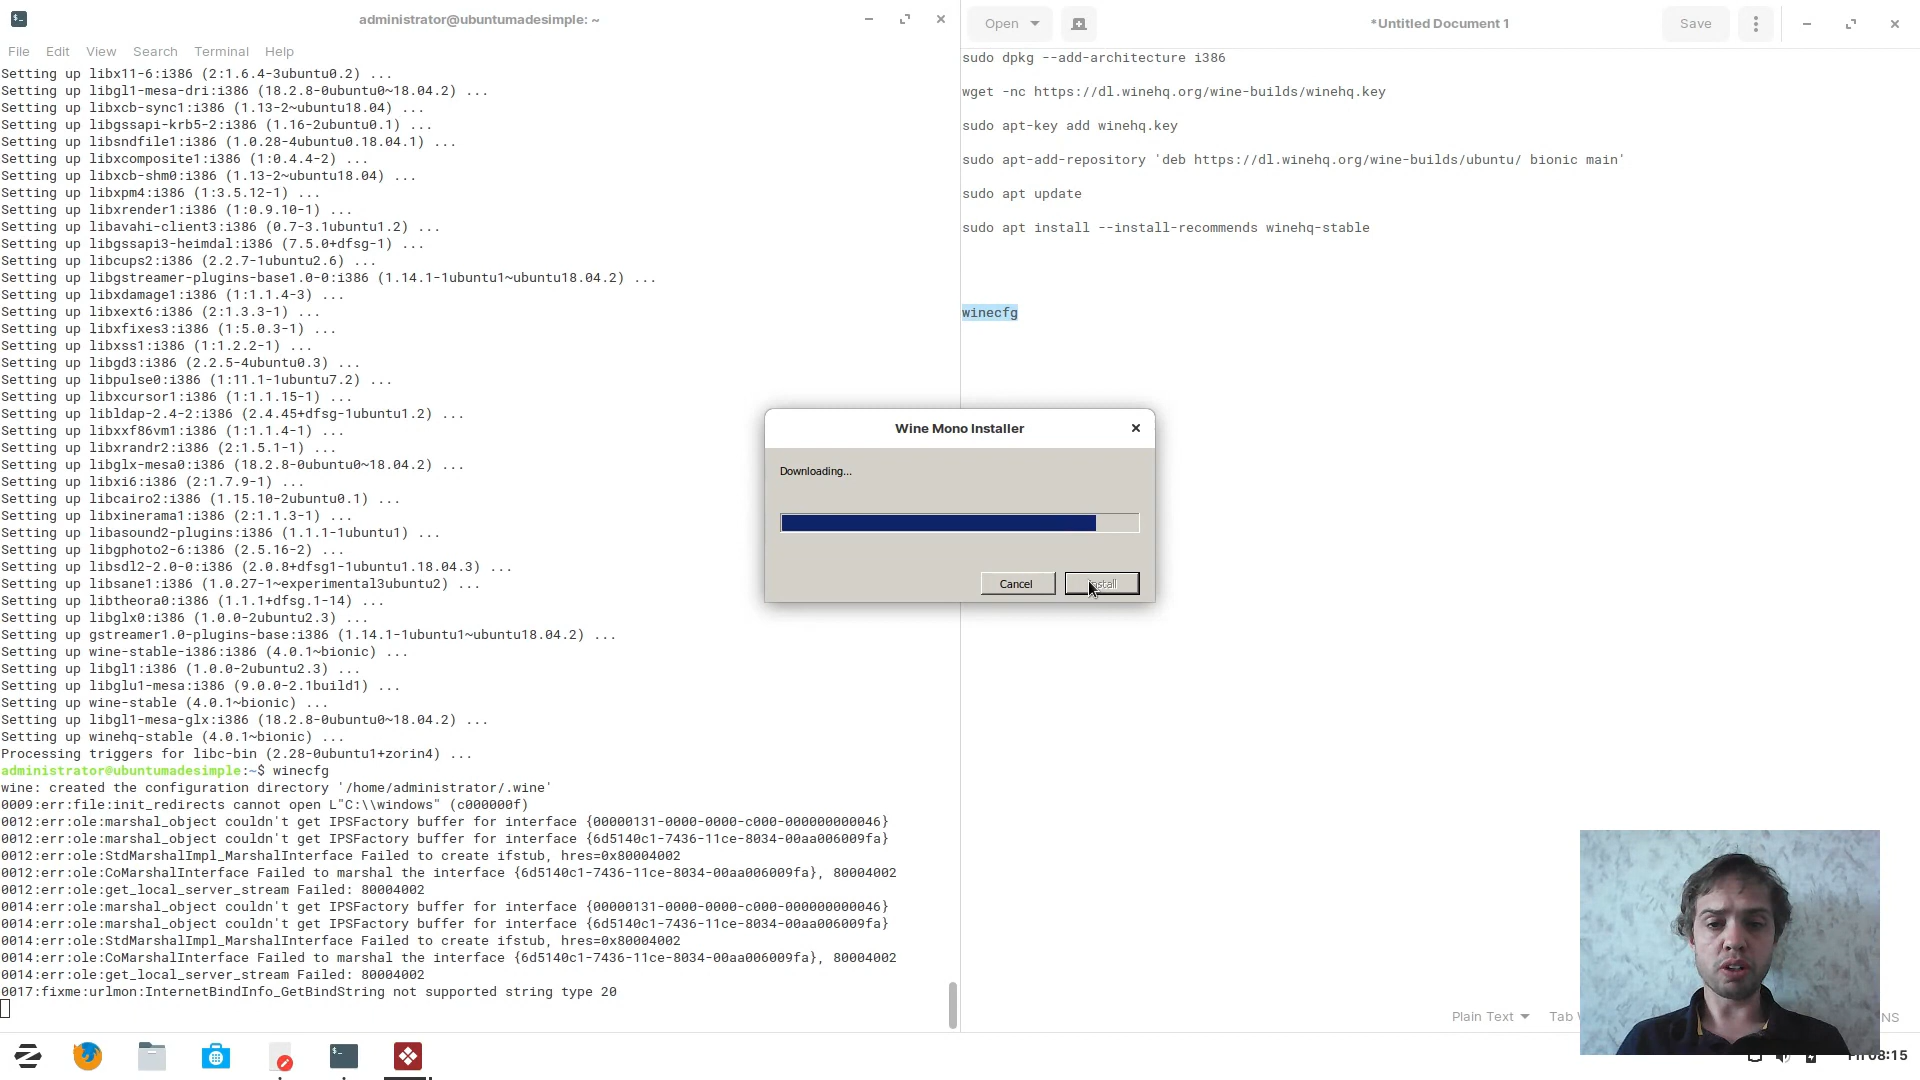 administrator@ubuntumadesimple: ~
File Edit View Search Terminal Help
Setting up libx11-6:i386 (2:1.6.4-3ubuntu0.2) ...
Setting up libgl1-mesa-dri:i386 (18.2.8-0ubuntu0~18.04.2) ...
Setting up libxcb-sync1:i386 (1.13-2~ubuntu18.04) ...
Setting up libgssapi-krb5-2:i386 (1.16-2ubuntu0.1) ...
Setting up libsndfile1:i386 (1.0.28-4ubuntu0.18.04.1) ...
Setting up libxcomposite1:i386 (1:0.4.4-2) ...
Setting up libxcb-shm0:i386 (1.13-2~ubuntu18.04) ...
Setting up libxpm4:i386 (1:3.5.12-1) ...
Setting up libxrender1:i386 (1:0.9.10-1) ...
Setting up libavahi-client3:i386 (0.7-3.1ubuntu1.2) ...
Setting up libgssapi3-heimdal:i386 (7.5.0+dfsg-1) ...
Setting up libcups2:i386 (2.2.7-1ubuntu2.6) ...
Setting up libgstreamer-plugins-base1.0-0:i386 (1.14.1-1ubuntu1~ubuntu18.04.2) ...
Setting up libxdamage1:i386 (1:1.1.4-3) ...
Setting up libxext6:i386 (2:1.3.3-1) ...
Setting up libxfixes3:i386 (1:5.0.3-1) ...
Setting up libxss1:i386 (1:1.2.2-1) ...
Setting up libgd3:i386 (2.2.5-4ubuntu0.3) ...
Setting up libpulse0:i386 (1:11.1-1ubuntu7.2) ...
Setting up libxcursor1:i386 (1:1.1.15-1) ...
Setting up libldap-2.4-2:i386 (2.4.45+dfsg-1ubuntu1.2) ...
Setting up libxxf86vm1:i386 (1:1.1.4-1) ...
Setting up libxrandr2:i386 (2:1.5.1-1) ...
Setting up libglx-mesa0:i386 (18.2.8-0ubuntu0~18.04.2) ...
Setting up libxi6:i386 (2:1.7.9-1) ...
Setting up libcairo2:i386 (1.15.10-2ubuntu0.1) ...
Setting up libxinerama1:i386 (2:1.1.3-1) ...
Setting up libasound2-plugins:i386 (1.1.1-1ubuntu1) ...
Setting up libgphoto2-6:i386 (2.5.16-2) ...
Setting up libsdl2-2.0-0:i386 (2.0.8+dfsg1-1ubuntu1.18.04.3) ...
Setting up libsane1:i386 (1.0.27-1~experimental3ubuntu2) ...
Setting up libtheora0:i386 (1.1.1+dfsg.1-14) ...
Setting up libglx0:i386 (1.0.0-2ubuntu2.3) ...
Setting up gstreamer1.0-plugins-base:i386 (1.14.1-1ubuntu1~ubuntu18.04.2) ...
Setting up wine-stable-i386:i386 (4.0.1~bionic) ...
Setting up libgl1:i386 (1.0.0-2ubuntu2.3) ...
Setting up libglu1-mesa:i386 (9.0.0-2.1build1) ...
Setting up wine-stable (4.0.1~bionic) ...
Setting up libgl1-mesa-glx:i386 (18.2.8-0ubuntu0~18.04.2) ...
Setting up winehq-stable (4.0.1~bionic) ...
Processing triggers for libc-bin (2.28-0ubuntu1+zorin4) ...
administrator@ubuntumadesimple:~$ winecfg
wine: created the configuration directory '/home/administrator/.wine'
0009:err:file:init_redirects cannot open L"C:\\windows" (c000000f)
0012:err:ole:marshal_object couldn't get IPSFactory buffer for interface {00000131-0000-0000-c000-000000000046}
0012:err:ole:marshal_object couldn't get IPSFactory buffer for interface {6d5140c1-7436-11ce-8034-00aa006009fa}
0012:err:ole:StdMarshalImpl_MarshalInterface Failed to create ifstub, hres=0x80004002
0012:err:ole:CoMarshalInterface Failed to marshal the interface {6d5140c1-7436-11ce-8034-00aa006009fa}, 80004002
0012:err:ole:get_local_server_stream Failed: 80004002
0014:err:ole:marshal_object couldn't get IPSFactory buffer for interface {00000131-0000-0000-c000-000000000046}
0014:err:ole:marshal_object couldn't get IPSFactory buffer for interface {6d5140c1-7436-11ce-8034-00aa006009fa}
0014:err:ole:StdMarshalImpl_MarshalInterface Failed to create ifstub, hres=0x80004002
0014:err:ole:CoMarshalInterface Failed to marshal the interface {6d5140c1-7436-11ce-8034-00aa006009fa}, 80004002
0014:err:ole:get_local_server_stream Failed: 80004002
0017:fixme:urlmon:InternetBindInfo_GetBindString not supported string type 20
Open *Untitled Document 1 Save
sudo dpkg --add-architecture i386
wget -nc https://dl.winehq.org/wine-builds/winehq.key
sudo apt-key add winehq.key
sudo apt-add-repository 'deb https://dl.winehq.org/wine-builds/ubuntu/ bionic main'
sudo apt update
sudo apt install --install-recommends winehq-stable
winecfg
Wine Mono Installer
Downloading...
Cancel
Plain Text Tab
NS
08:15